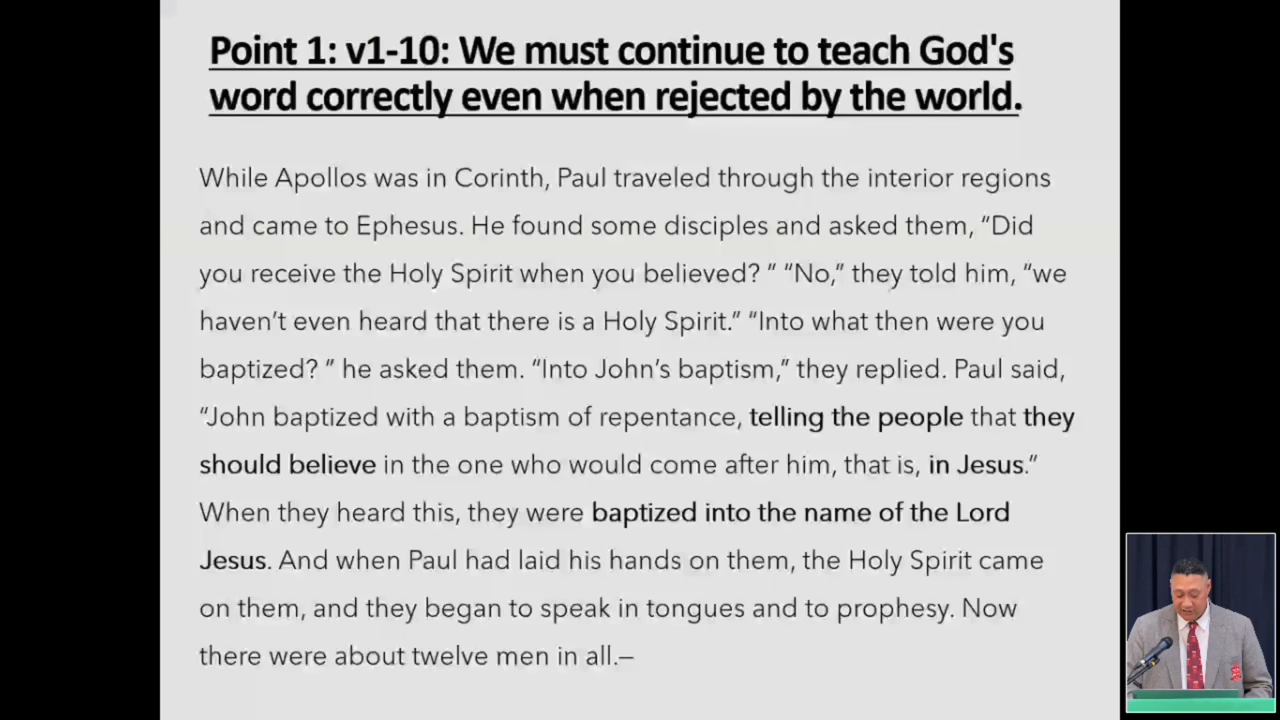 Point 1: v1-10: We must continue to teach God's
word correctly even when rejected by the world.
While Apollos was in Corinth, Paul traveled through the interior regions
and came to Ephesus. He found some disciples and asked them, “Did
you receive the Holy Spirit when you believed? ” “No,” they told him, “we
haven’t even heard that there is a Holy Spirit.” “Into what then were you
baptized? ” he asked them. “Into John’s baptism,” they replied. Paul said,
“John baptized with a baptism of repentance, telling the people that they
should believe in the one who would come after him, that is, in Jesus.”
When they heard this, they were baptized into the name of the Lord
Jesus. And when Paul had laid his hands on them, the Holy Spirit came
on them, and they began to speak in tongues and to prophesy. Now
there were about twelve men in all.—